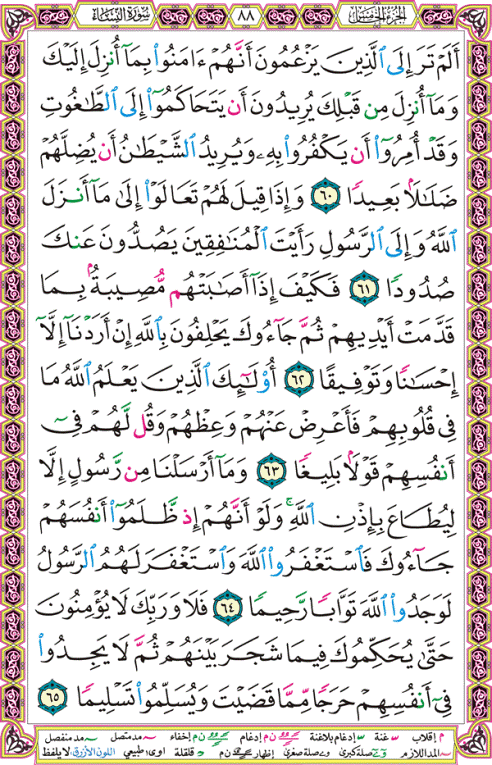 الجزء الخامس ٨٨ سورة النساء
أَلَمْ تَرَ إِلَى ٱلَّذِينَ يَزْعُمُونَ أَنَّهُمْ ءَامَنُوا۟ بِمَآ أُنزِلَ إِلَيْكَ
وَمَآ أُنزِلَ مِن قَبْلِكَ يُرِيدُونَ أَن يَتَحَاكَمُوٓا۟ إِلَى ٱلطَّـٰغُوتِ
وَقَدْ أُمِرُوٓا۟ أَن يَكْفُرُوا۟ بِهِۦ وَيُرِيدُ ٱلشَّيْطَـٰنُ أَن يُضِلَّهُمْ
ضَلَـٰلًۢا بَعِيدًا ٦٠ وَإِذَا قِيلَ لَهُمْ تَعَالَوْا۟ إِلَىٰ مَآ أَنزَلَ
ٱللَّهُ وَإِلَى ٱلرَّسُولِ رَأَيْتَ ٱلْمُنَـٰفِقِينَ يَصُدُّونَ عَنكَ
صُدُودًا ٦١ فَكَيْفَ إِذَآ أَصَـٰبَتْهُم مُّصِيبَةٌۢ بِمَا
قَدَّمَتْ أَيْدِيهِمْ ثُمَّ جَآءُوكَ يَحْلِفُونَ بِٱللَّهِ إِنْ أَرَدْنَآ إِلَّآ
إِحْسَـٰنًا وَتَوْفِيقًا ٦٢ أُو۟لَـٰٓئِكَ ٱلَّذِينَ يَعْلَمُ ٱللَّهُ مَا
فِى قُلُوبِهِمْ فَأَعْرِضْ عَنْهُمْ وَعِظْهُمْ وَقُل لَّهُمْ فِىٓ
أَنفُسِهِمْ قَوْلًۢا بَلِيغًا ٦٣ وَمَآ أَرْسَلْنَا مِن رَّسُولٍ إِلَّا
لِيُطَاعَ بِإِذْنِ ٱللَّهِ ۚ وَلَوْ أَنَّهُمْ إِذ ظَّلَمُوٓا۟ أَنفُسَهُمْ
جَآءُوكَ فَٱسْتَغْفَرُوا۟ ٱللَّهَ وَٱسْتَغْفَرَ لَهُمُ ٱلرَّسُولُ
لَوَجَدُوا۟ ٱللَّهَ تَوَّابًا رَّحِيمًا ٦٤ فَلَا وَرَبِّكَ لَا يُؤْمِنُونَ
حَتَّىٰ يُحَكِّمُوكَ فِيمَا شَجَرَ بَيْنَهُمْ ثُمَّ لَا يَجِدُوا۟
فِىٓ أَنفُسِهِمْ حَرَجًا مِّمَّا قَضَيْتَ وَيُسَلِّمُوا۟ تَسْلِيمًا ٦٥
م إقلاب س غنة س إدغام بلاغنة ن م إدغام ن م إخفاء مد متصل مد منفصل
المد اللازم صلة كبرى صلة صغرى إظهار ن م قلقلة اوى طبيعي اللون الأزرق: لا يلفظ